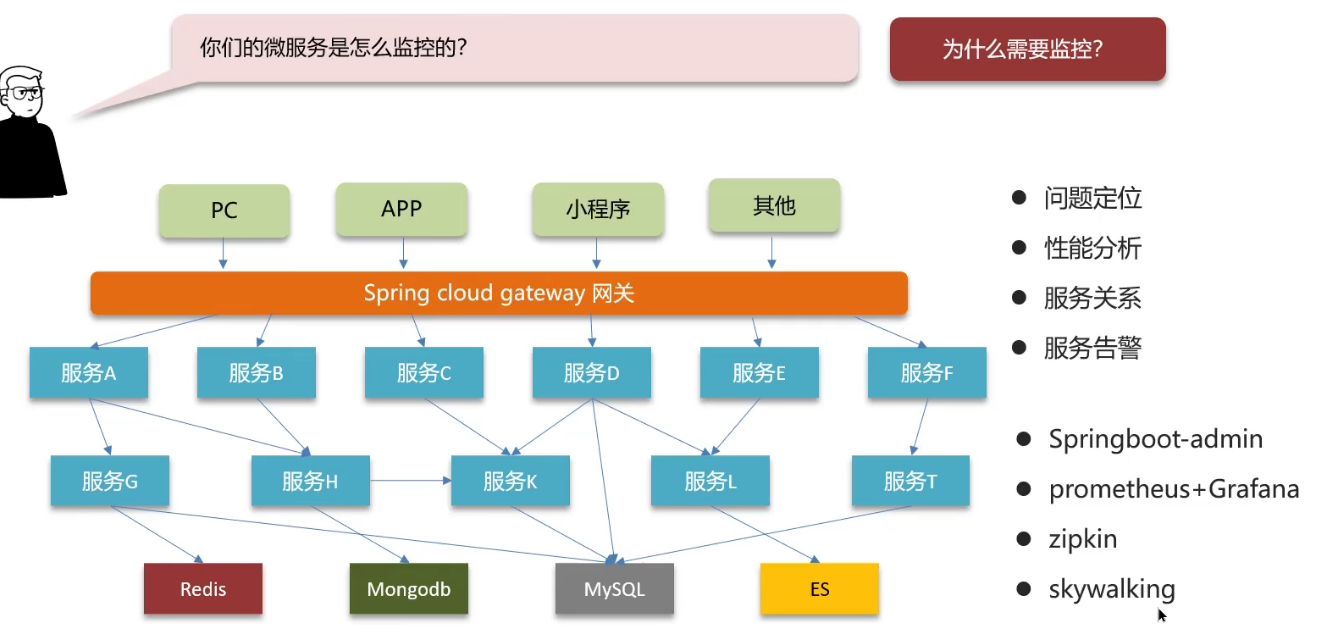 你们的微服务是怎么监控的?
为什么需要监控?
PC
APP
小程序
其他
Spring cloud gateway 网关
服务A
服务B
服务C
服务D
服务E
服务F
服务G
服务H
服务K
服务L
服务T
Redis
Mongodb
MySQL
ES
问题定位
性能分析
服务关系
服务告警
Springboot-admin
prometheus+Grafana
zipkin
skywalking